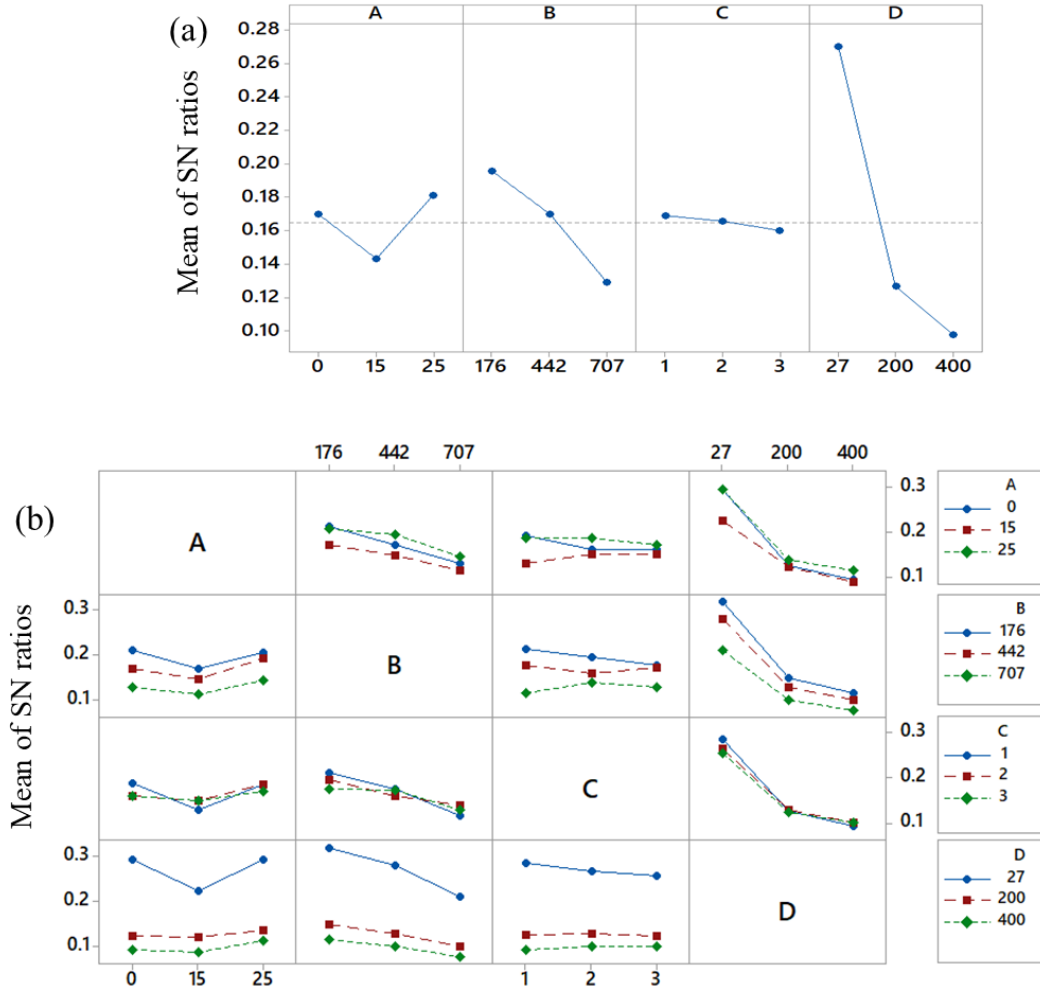 (a)
A B C D
Mean of SN ratios
0.28
0.26
0.24
0.22
0.20
0.18
0.16
0.14
0.12
0.10
0 15 25 176 442 707 1 2 3 27 200 400
(b)
Mean of SN ratios
176 442 707 27 200 400
A
0.3
0.2
0.1
A
0
15
25
0.3
0.2
0.1
B
B
176
442
707
C
0.3
0.2
0.1
C
1
2
3
0.3
0.2
0.1
D
D
27
200
400
0 15 25 1 2 3